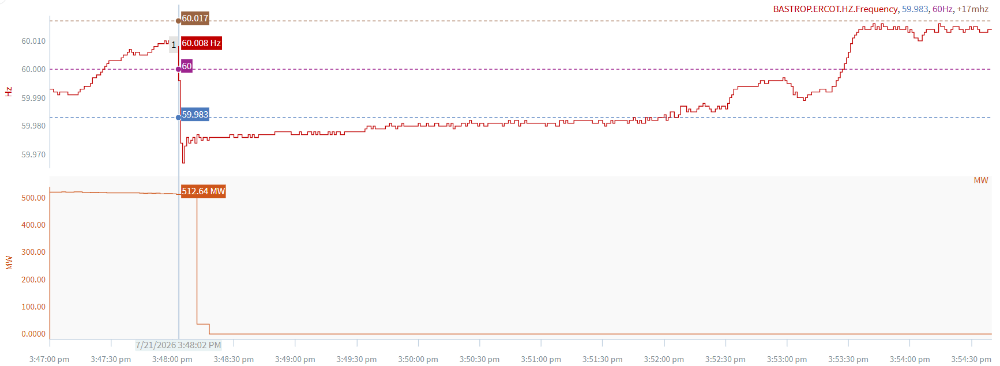 BASTROP.ERCOT.HZ.Frequency, 59.983, 60Hz, +17mhz
60.017
60.010
1
60.008 Hz
60
60.000
Hz
59.990
59.983
59.980
59.970
MW
512.64 MW
500.00
400.00
300.00
MW
200.00
100.00
0.0000
7/21/2026 3:48:02 PM
3:47:00 pm 3:47:30 pm 3:48:00 pm 3:48:30 pm 3:49:00 pm 3:49:30 pm 3:50:00 pm 3:50:30 pm 3:51:00 pm 3:51:30 pm 3:52:00 pm 3:52:30 pm 3:53:00 pm 3:53:30 pm 3:54:00 pm 3:54:30 pm